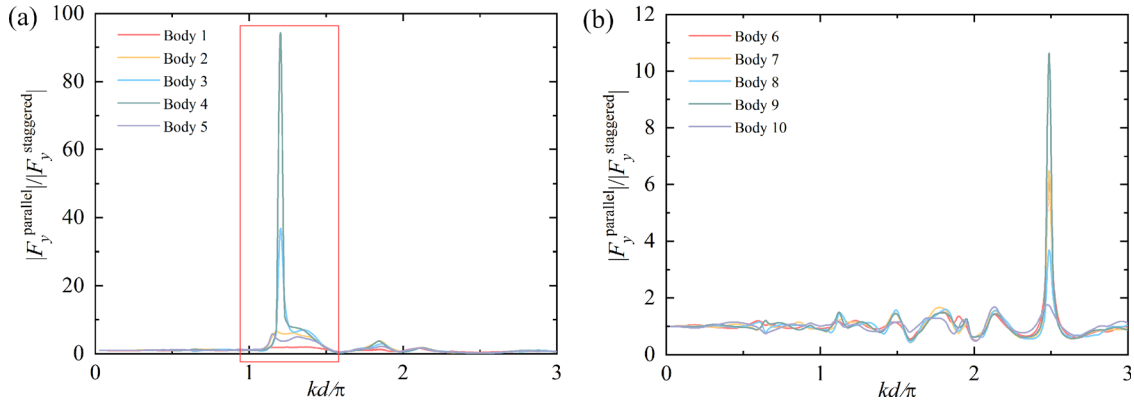 (a)
100
80
60
40
20
0
|F_y^parallel|/|F_y^staggered|
Body 1
Body 2
Body 3
Body 4
Body 5
0 1 2 3
kd/π
(b)
12
10
8
6
4
2
0
|F_y^parallel|/|F_y^staggered|
Body 6
Body 7
Body 8
Body 9
Body 10
0 1 2 3
kd/π